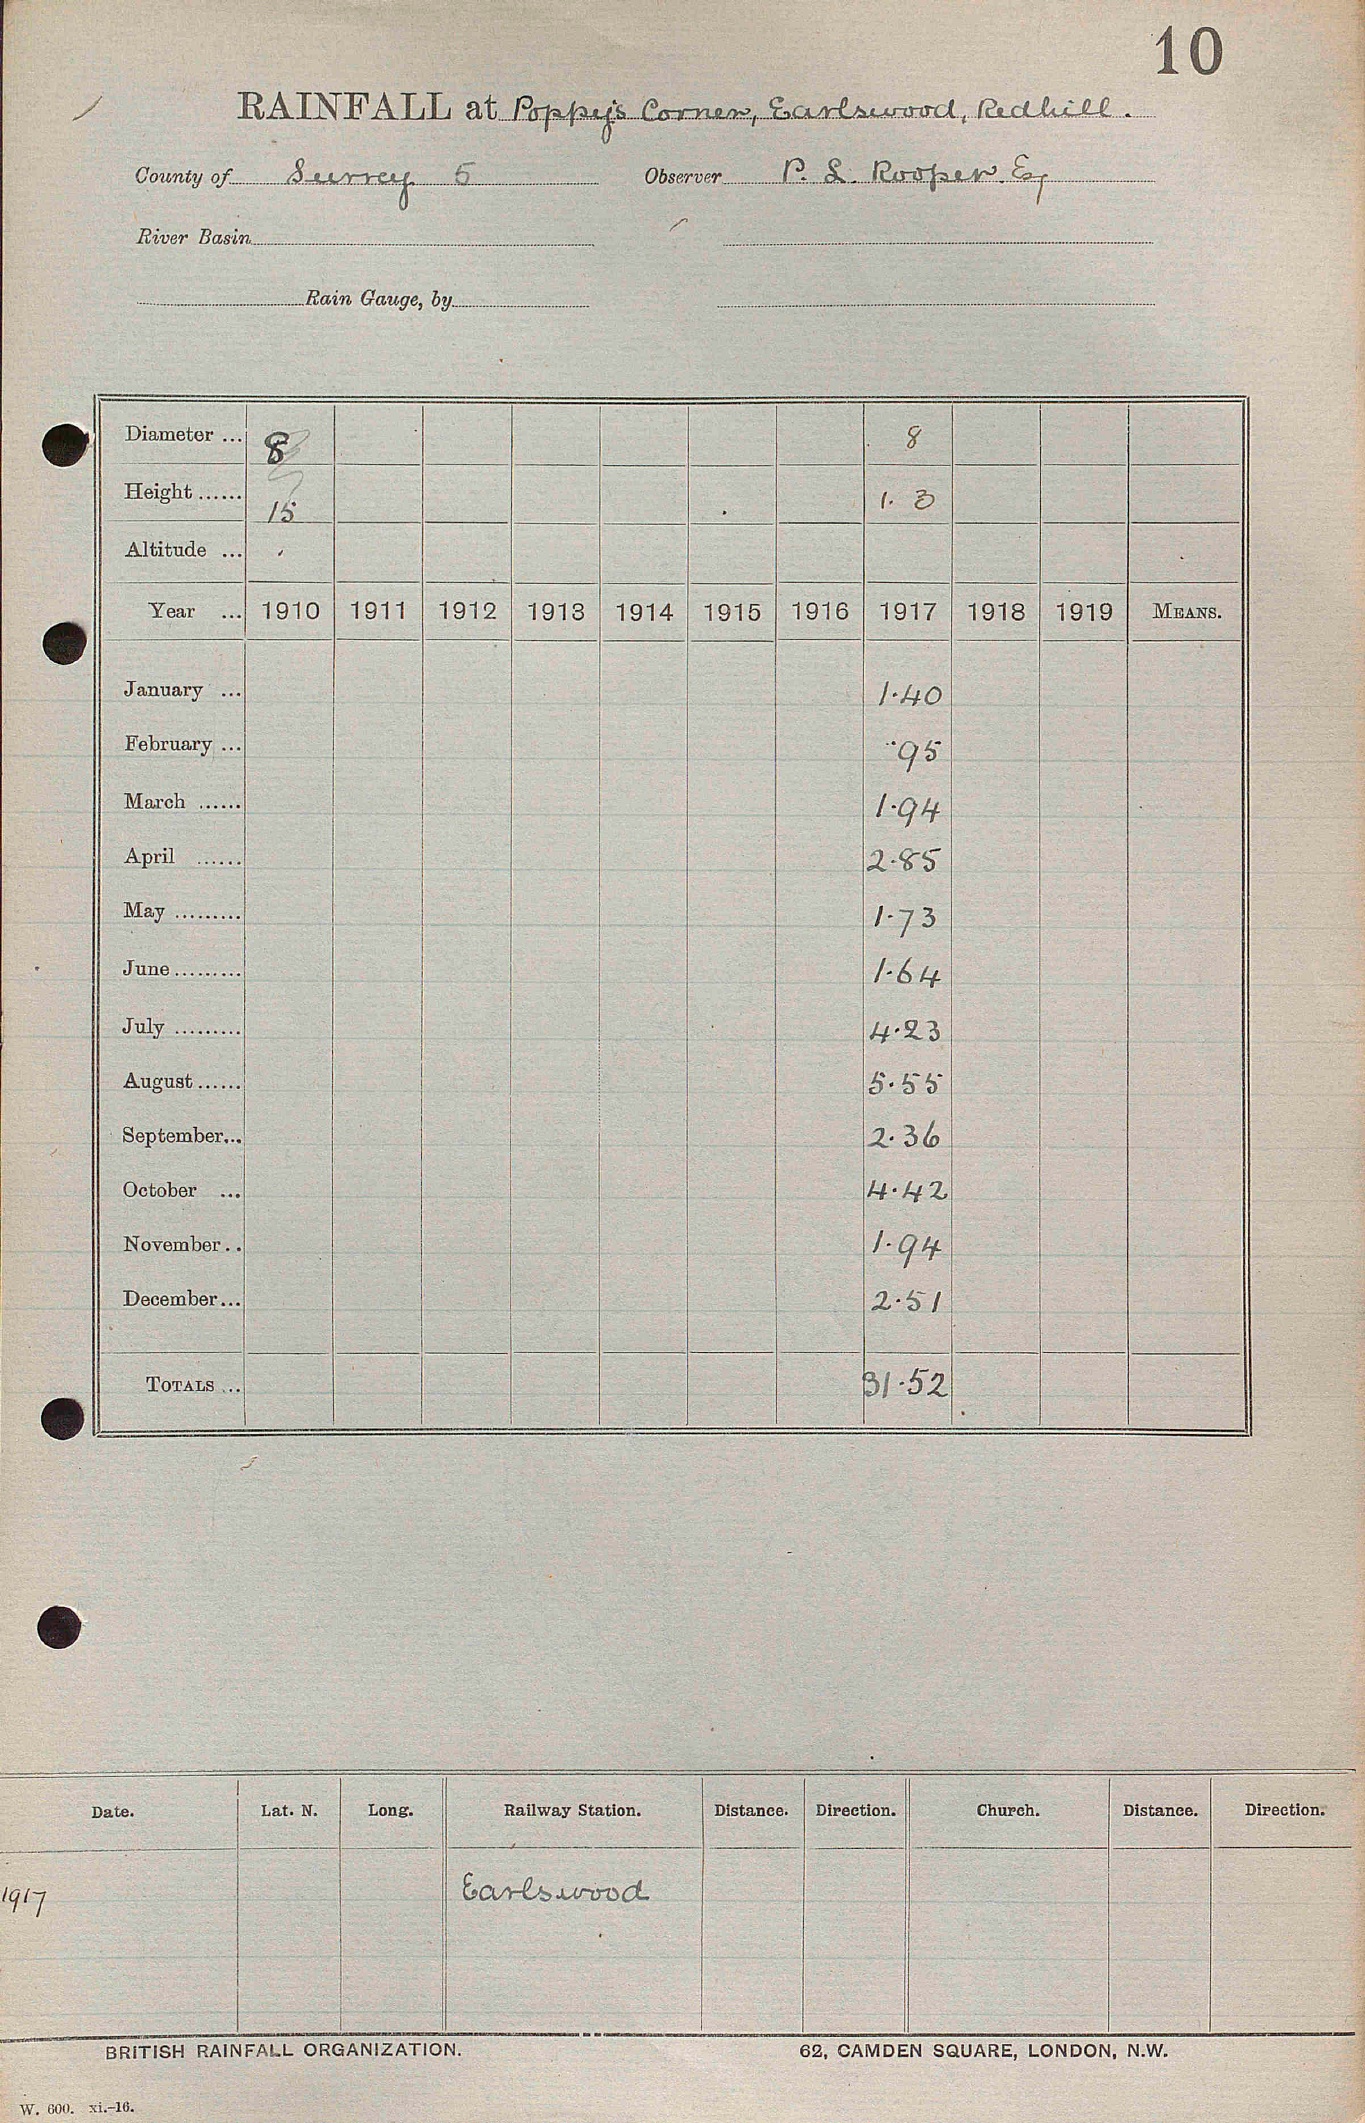 10
RAINFALL at Poppy's Corner, Earlswood, Redhill.
County of Surrey 5 Observer P. L. Rooper Esq
River Basin
Rain Gauge, by
Diameter ... 8 8
Height ...... 15 1. 3
Altitude ...
Year ... 1910 1911 1912 1913 1914 1915 1916 1917 1918 1919 MEANS.
January ... 1.40
February ... .95
March ...... 1.94
April ...... 2.85
May ......... 1.73
June ......... 1.64
July ......... 4.23
August ...... 5.55
September... 2.36
October ... 4.42
November .. 1.94
December ... 2.51
TOTALS ... 31.52
Date. Lat. N. Long. Railway Station. Distance. Direction. Church. Distance. Direction.
1917 Earlswood
BRITISH RAINFALL ORGANIZATION. 62, CAMDEN SQUARE, LONDON, N.W.
W. 600. xi.-16.